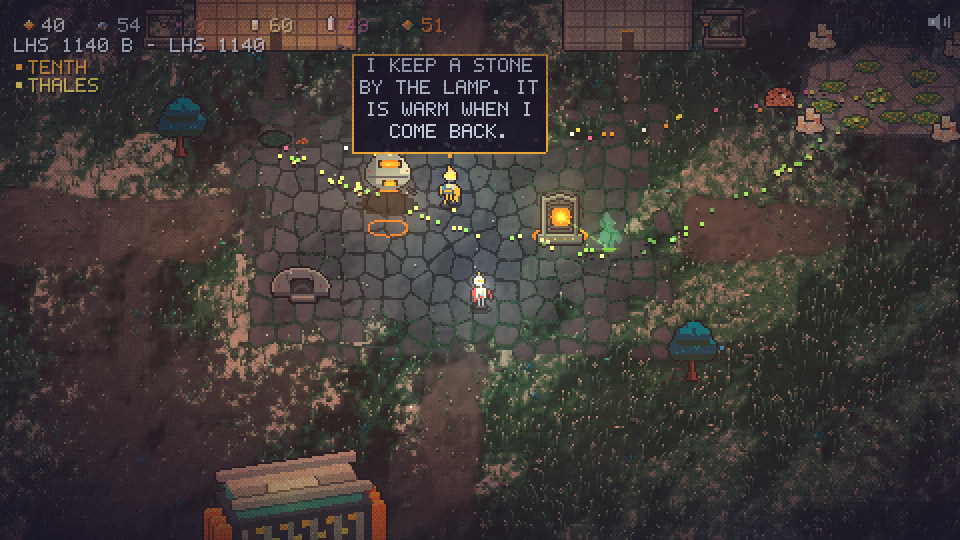 40 54 60 48 51
LHS 1140 B - LHS 1140
TENTH
THALES
I KEEP A STONE
BY THE LAMP. IT
IS WARM WHEN I
COME BACK.